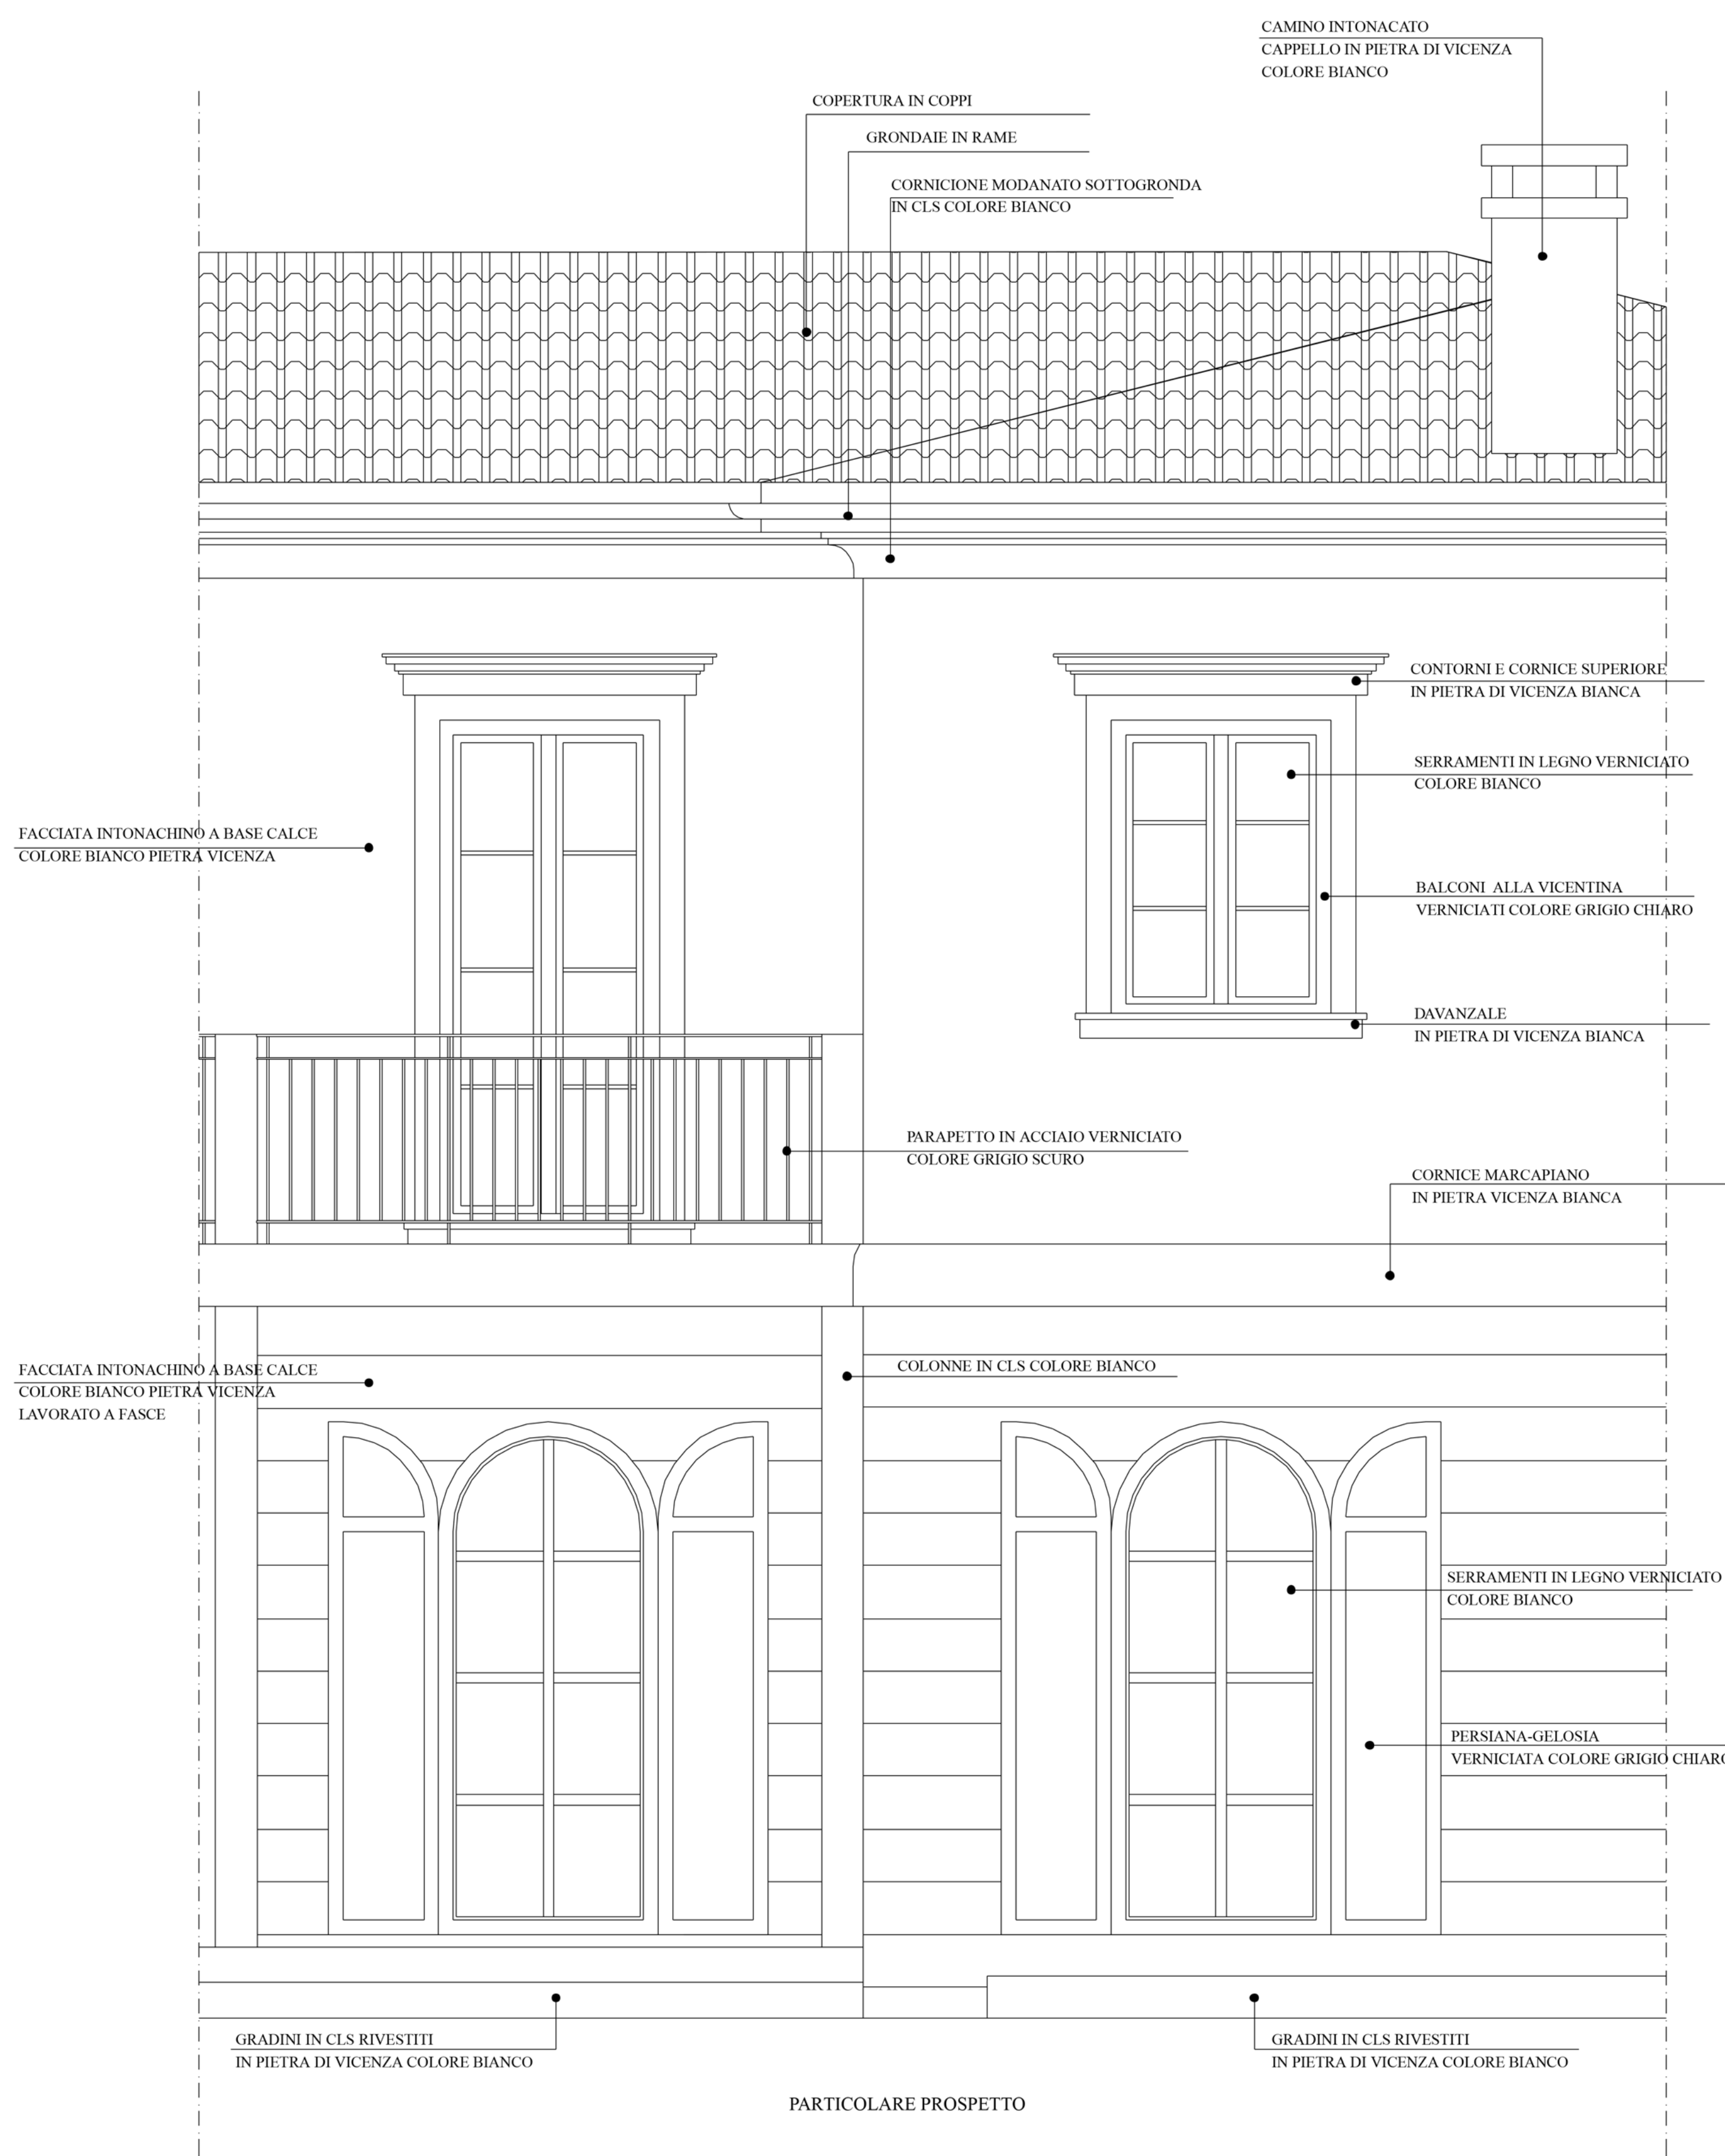 CAMINO INTONACATO
CAPPELLO IN PIETRA DI VICENZA
COLORE BIANCO
COPERTURA IN COPPI
GRONDAIE IN RAME
CORNICIONE MODANATO SOTTOGRONDA
IN CLS COLORE BIANCO
CONTORNI E CORNICE SUPERIORE
IN PIETRA DI VICENZA BIANCA
SERRAMENTI IN LEGNO VERNICIATO
COLORE BIANCO
FACCIATA INTONACHINO A BASE CALCE
COLORE BIANCO PIETRA VICENZA
BALCONI ALLA VICENTINA
VERNICIATI COLORE GRIGIO CHIARO
DAVANZALE
IN PIETRA DI VICENZA BIANCA
PARAPETTO IN ACCIAIO VERNICIATO
COLORE GRIGIO SCURO
CORNICE MARCAPIANO
IN PIETRA VICENZA BIANCA
FACCIATA INTONACHINO A BASE CALCE
COLORE BIANCO PIETRA VICENZA
LAVORATO A FASCE
COLONNE IN CLS COLORE BIANCO
SERRAMENTI IN LEGNO VERNICIATO
COLORE BIANCO
PERSIANA-GELOSIA
VERNICIATA COLORE GRIGIO CHIARO
GRADINI IN CLS RIVESTITI
IN PIETRA DI VICENZA COLORE BIANCO
GRADINI IN CLS RIVESTITI
IN PIETRA DI VICENZA COLORE BIANCO
PARTICOLARE PROSPETTO